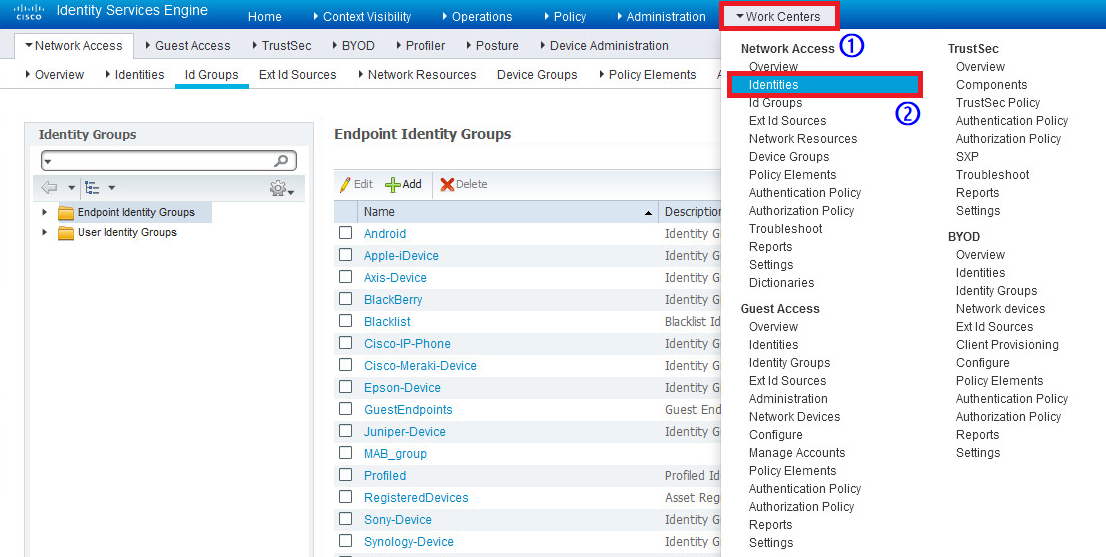 CISCO
Identity Services Engine
Home
Context Visibility
Operations
Policy
Administration
Work Centers
Network Access
Guest Access
TrustSec
BYOD
Profiler
Posture
Device Administration
Overview
Identities
Id Groups
Ext Id Sources
Network Resources
Device Groups
Policy Elements
Identity Groups
Endpoint Identity Groups
User Identity Groups
Endpoint Identity Groups
Edit
Add
Delete
Name
Description
Android
Identity G
Apple-iDevice
Identity G
Axis-Device
Identity G
BlackBerry
Identity G
Blacklist
Blacklist Id
Cisco-IP-Phone
Identity G
Cisco-Meraki-Device
Identity G
Epson-Device
Identity G
GuestEndpoints
Guest End
Juniper-Device
Identity G
MAB_group
Profiled
Profiled Id
RegisteredDevices
Asset Reg
Sony-Device
Identity G
Synology-Device
Identity G
1
2
Network Access
Overview
Identities
Id Groups
Ext Id Sources
Network Resources
Device Groups
Policy Elements
Authentication Policy
Authorization Policy
Troubleshoot
Reports
Settings
Dictionaries
Guest Access
Overview
Identities
Identity Groups
Ext Id Sources
Administration
Network Devices
Configure
Manage Accounts
Policy Elements
Authentication Policy
Authorization Policy
Reports
Settings
TrustSec
Overview
Components
TrustSec Policy
Authentication Policy
Authorization Policy
SXP
Troubleshoot
Reports
Settings
BYOD
Overview
Identities
Identity Groups
Network devices
Ext Id Sources
Client Provisioning
Configure
Policy Elements
Authentication Policy
Authorization Policy
Reports
Settings